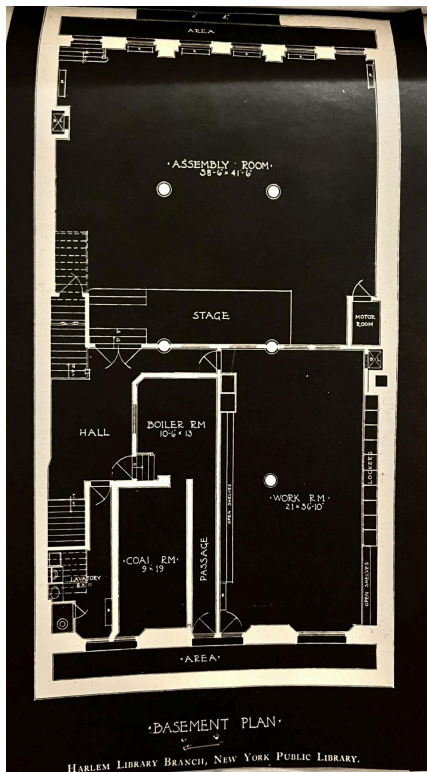 AREA
·ASSEMBLY·ROOM·
38-6 x 41-6
STAGE
MOTOR
ROOM
HALL
BOILER RM
10-6 x 13
LOCKERS
OPEN SHELVES
·WORK RM·
21 x 36-10
·COAL RM·
9 x 19
PASSAGE
LAVATORY
OPEN SHELVES
·AREA·
·BASEMENT PLAN·
HARLEM LIBRARY BRANCH, NEW YORK PUBLIC LIBRARY.